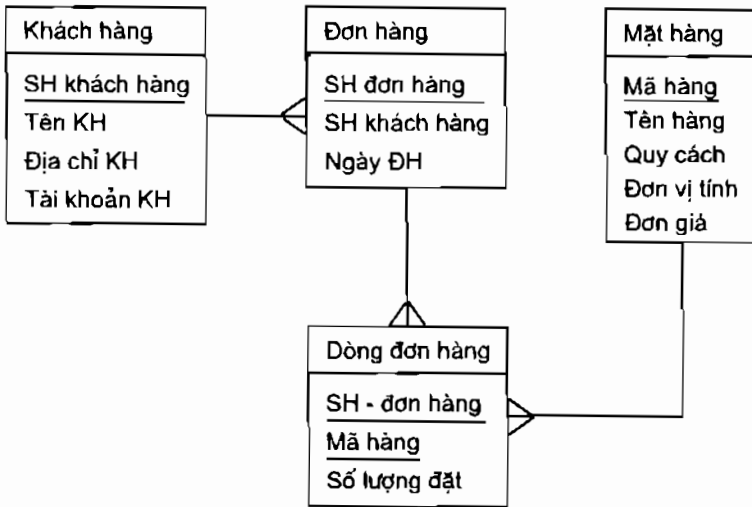 Khách hàng
SH khách hàng
Tên KH
Địa chỉ KH
Tài khoản KH
Đơn hàng
SH đơn hàng
SH khách hàng
Ngày ĐH
Mặt hàng
Mã hàng
Tên hàng
Quy cách
Đơn vị tính
Đơn giá
Dòng đơn hàng
SH - đơn hàng
Mã hàng
Số lượng đặt